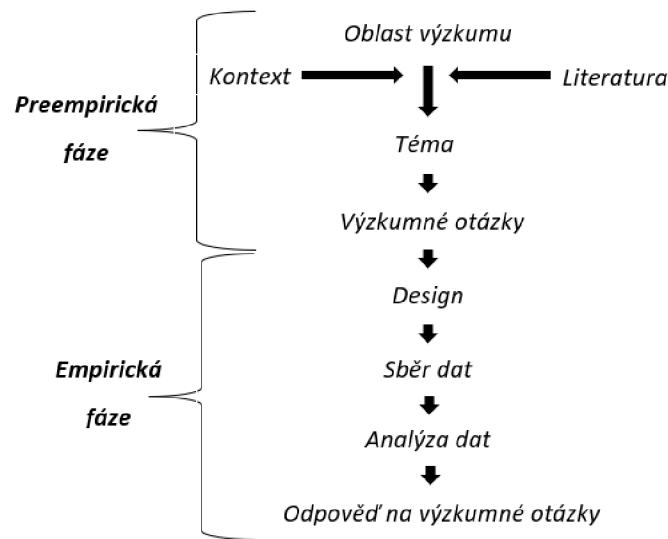 Oblast výzkumu
Kontext
Literatura
Preempirická
fáze
Téma
Výzkumné otázky
Design
Empirická
fáze
Sběr dat
Analýza dat
Odpověď na výzkumné otázky